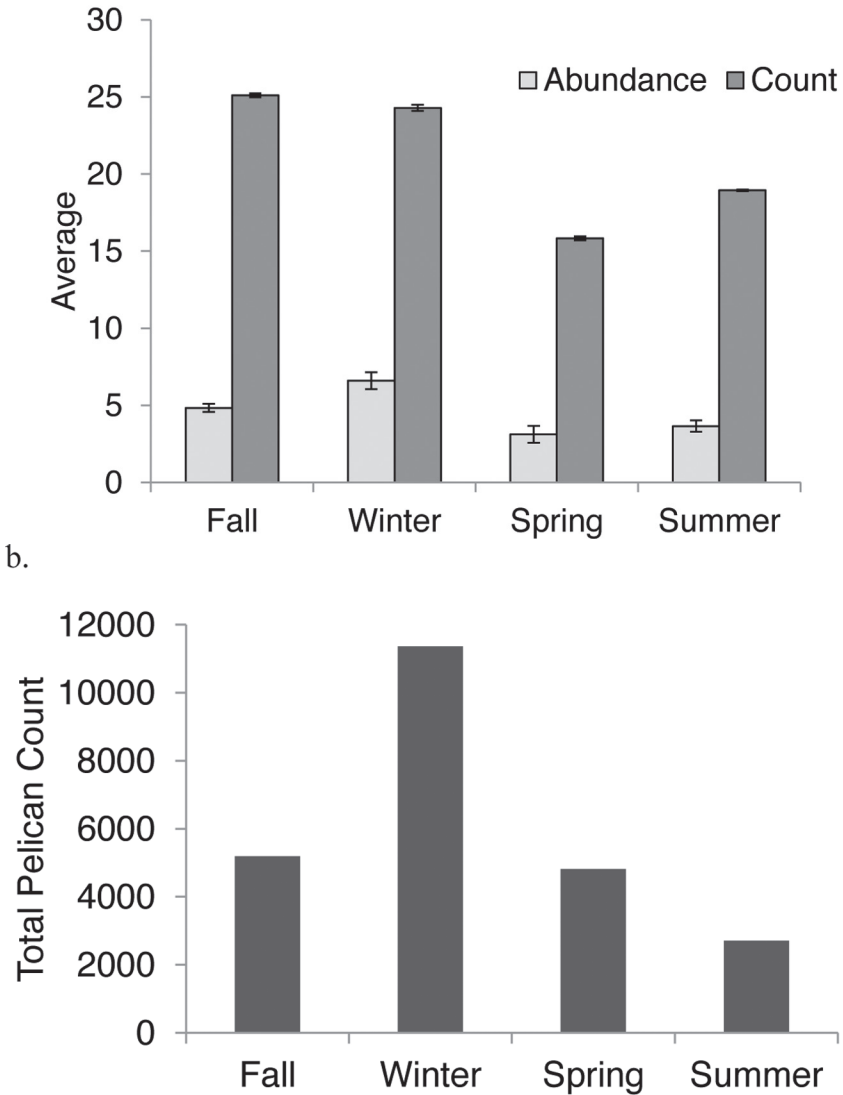 30
25
20
15
10
5
0
Average
Abundance Count
Fall Winter Spring Summer
b.
12000
10000
8000
6000
4000
2000
0
Total Pelican Count
Fall Winter Spring Summer